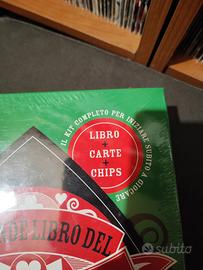 IL KIT COMPLETO PER INIZIARE SUBITO A GIOCARE
LIBRO
+
CARTE
+
CHIPS
DE LIBRO DEL
subito